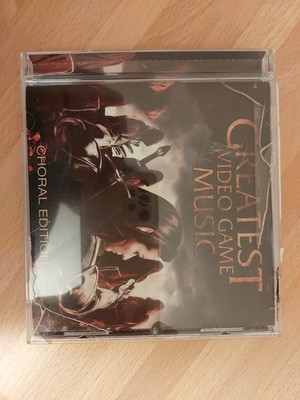 GREATEST
VIDEO GAME
MUSIC
CHORAL EDITION